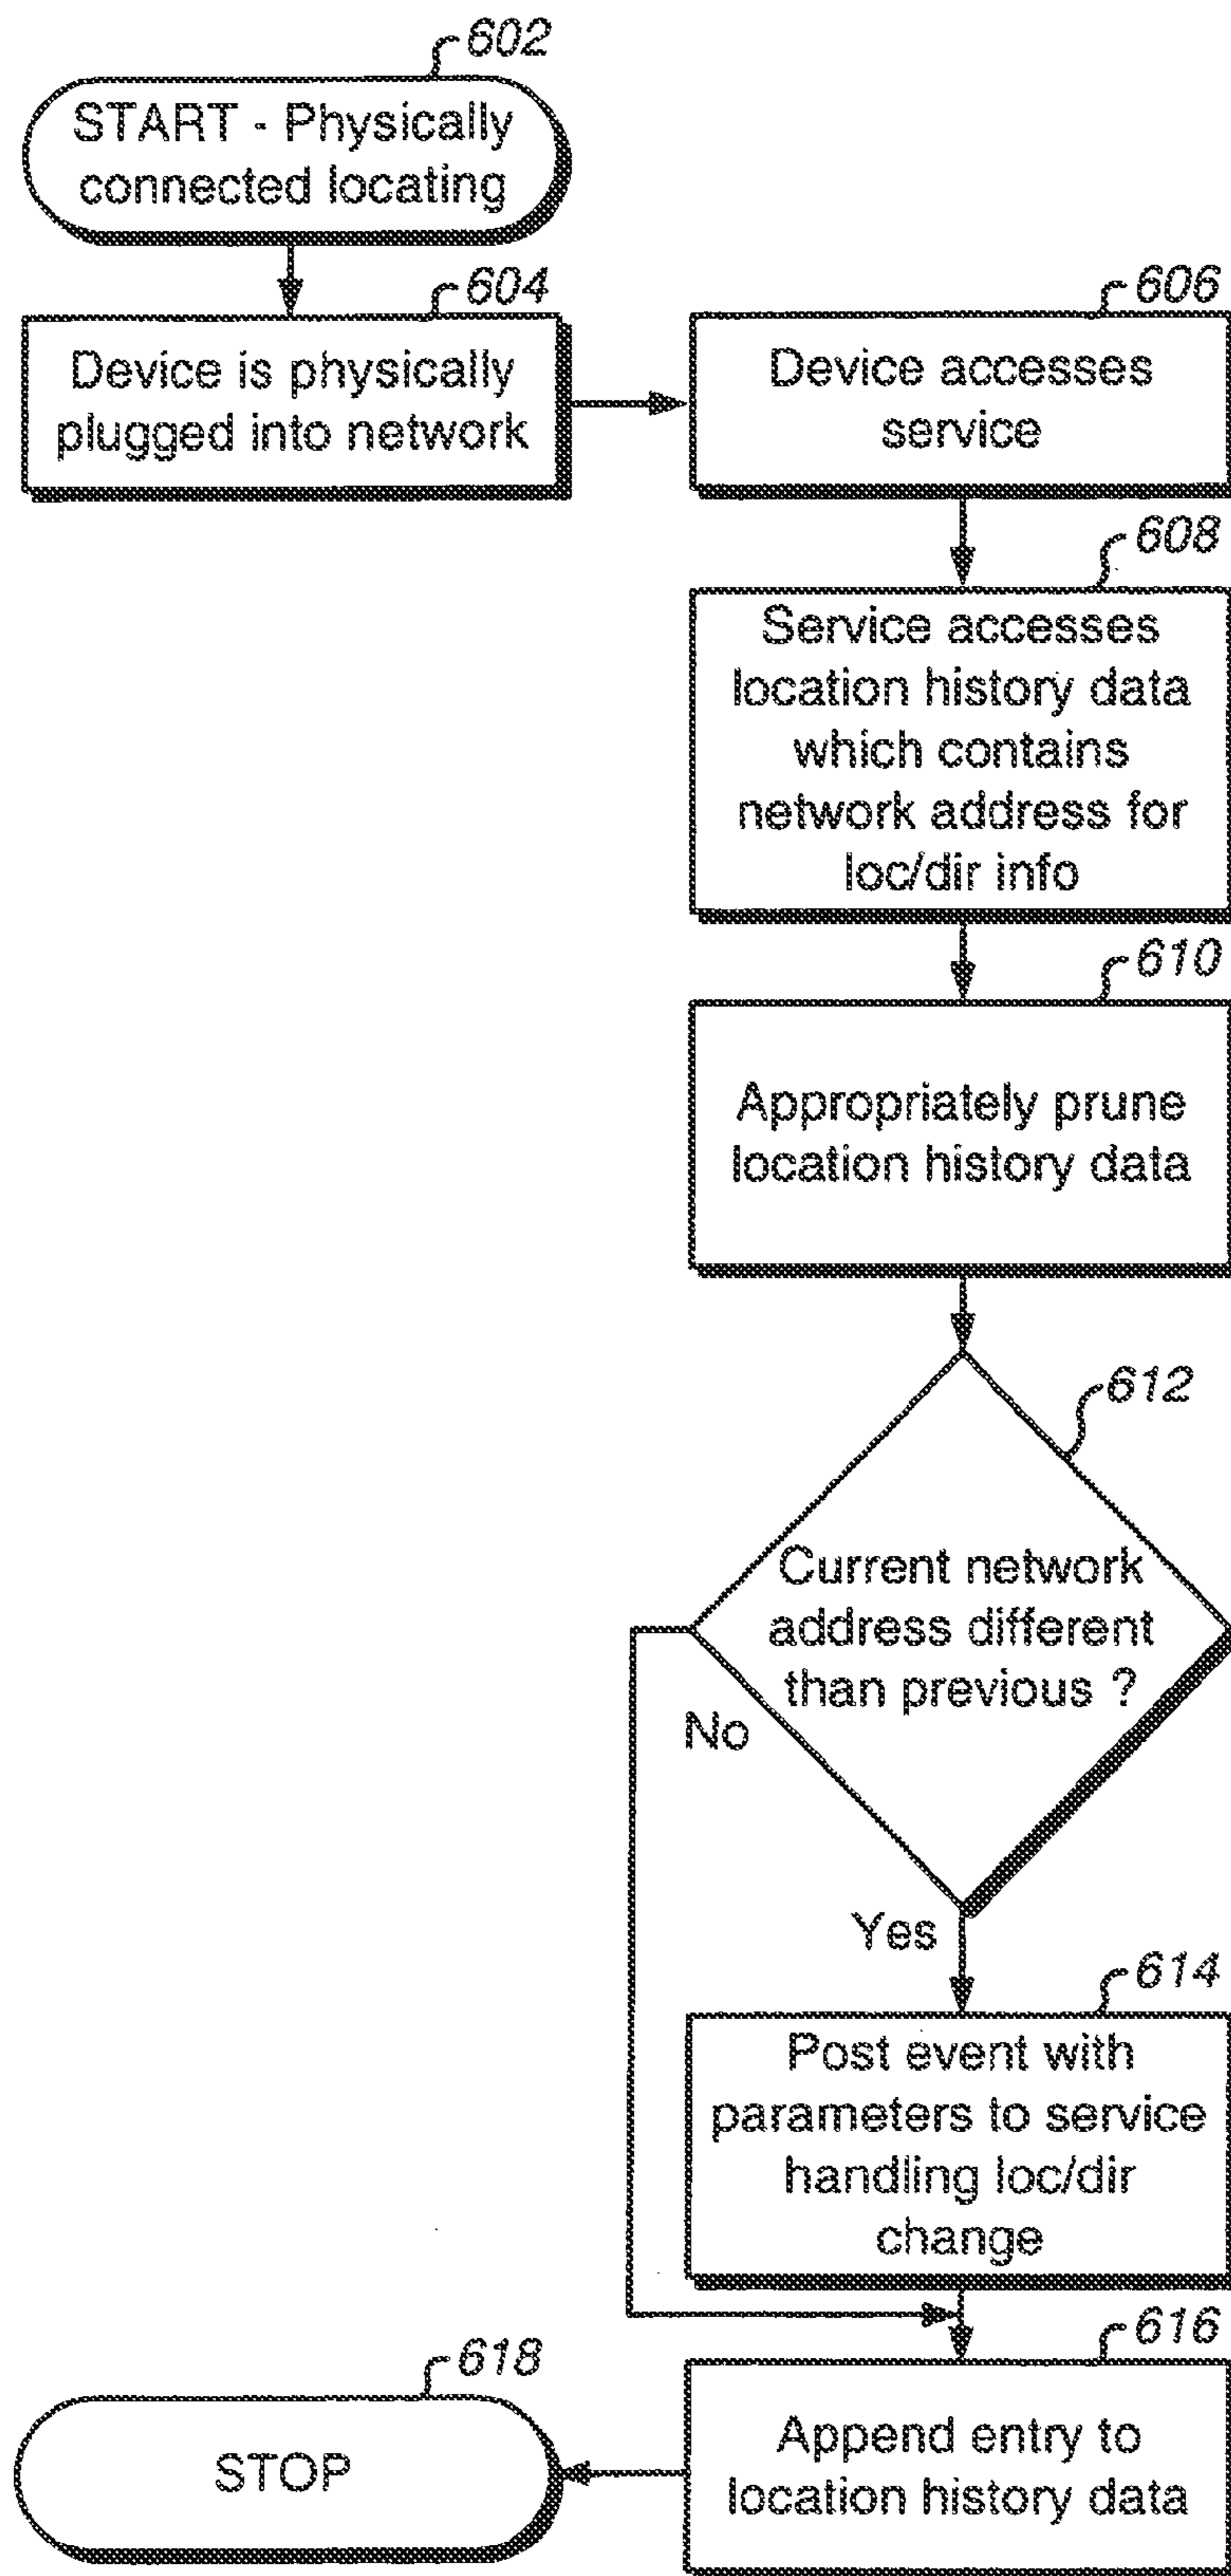 602
START - Physically
connected locating
604
Device is physically
plugged into network
606
Device accesses
service
608
Service accesses
location history data
which contains
network address for
loc/dir info
610
Appropriately prune
location history data
612
Current network
address different
than previous ?
No
Yes
614
Post event with
parameters to service
handling loc/dir
change
616
Append entry to
location history data
618
STOP